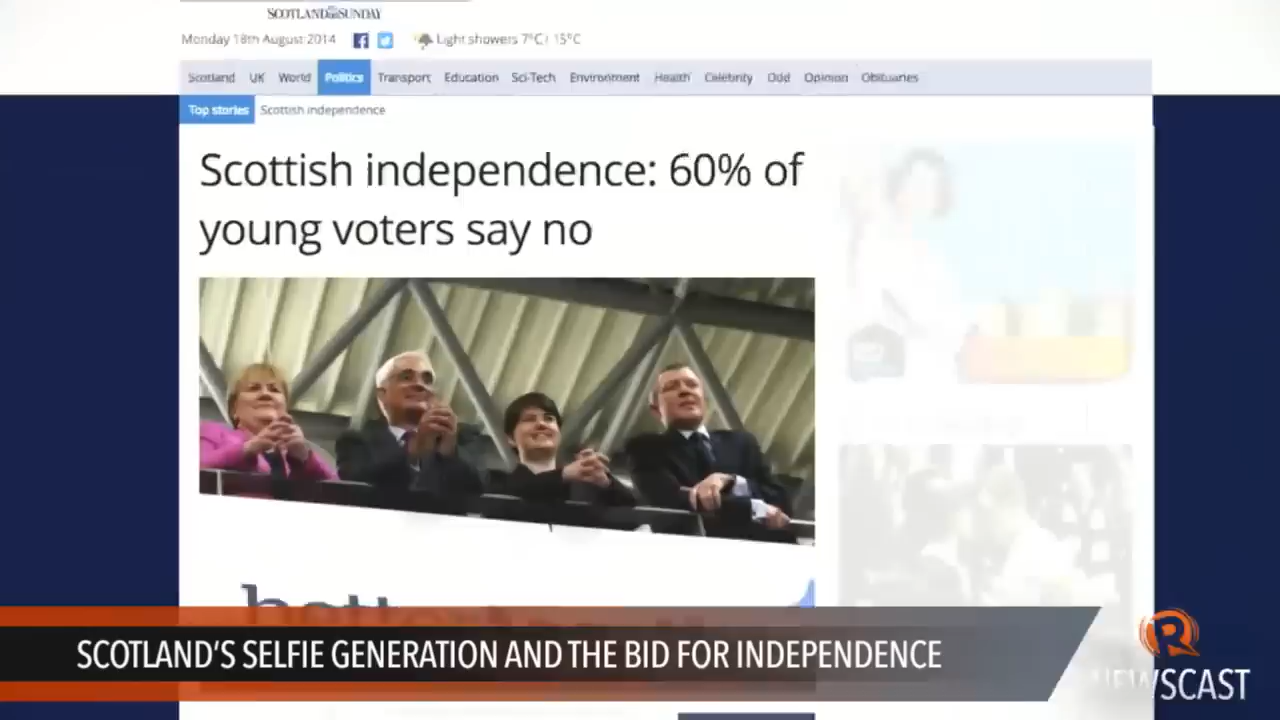 SCOTLAND ON SUNDAY
Monday 18th August 2014 Light showers 7°C/ 15°C
Scotland UK World Politics Transport Education Sci-Tech Environment Health Celebrity Odd Opinion Obituaries
Top stories Scottish independence
Scottish independence: 60% of
young voters say no
SCOTLAND'S SELFIE GENERATION AND THE BID FOR INDEPENDENCE
NEWSCAST